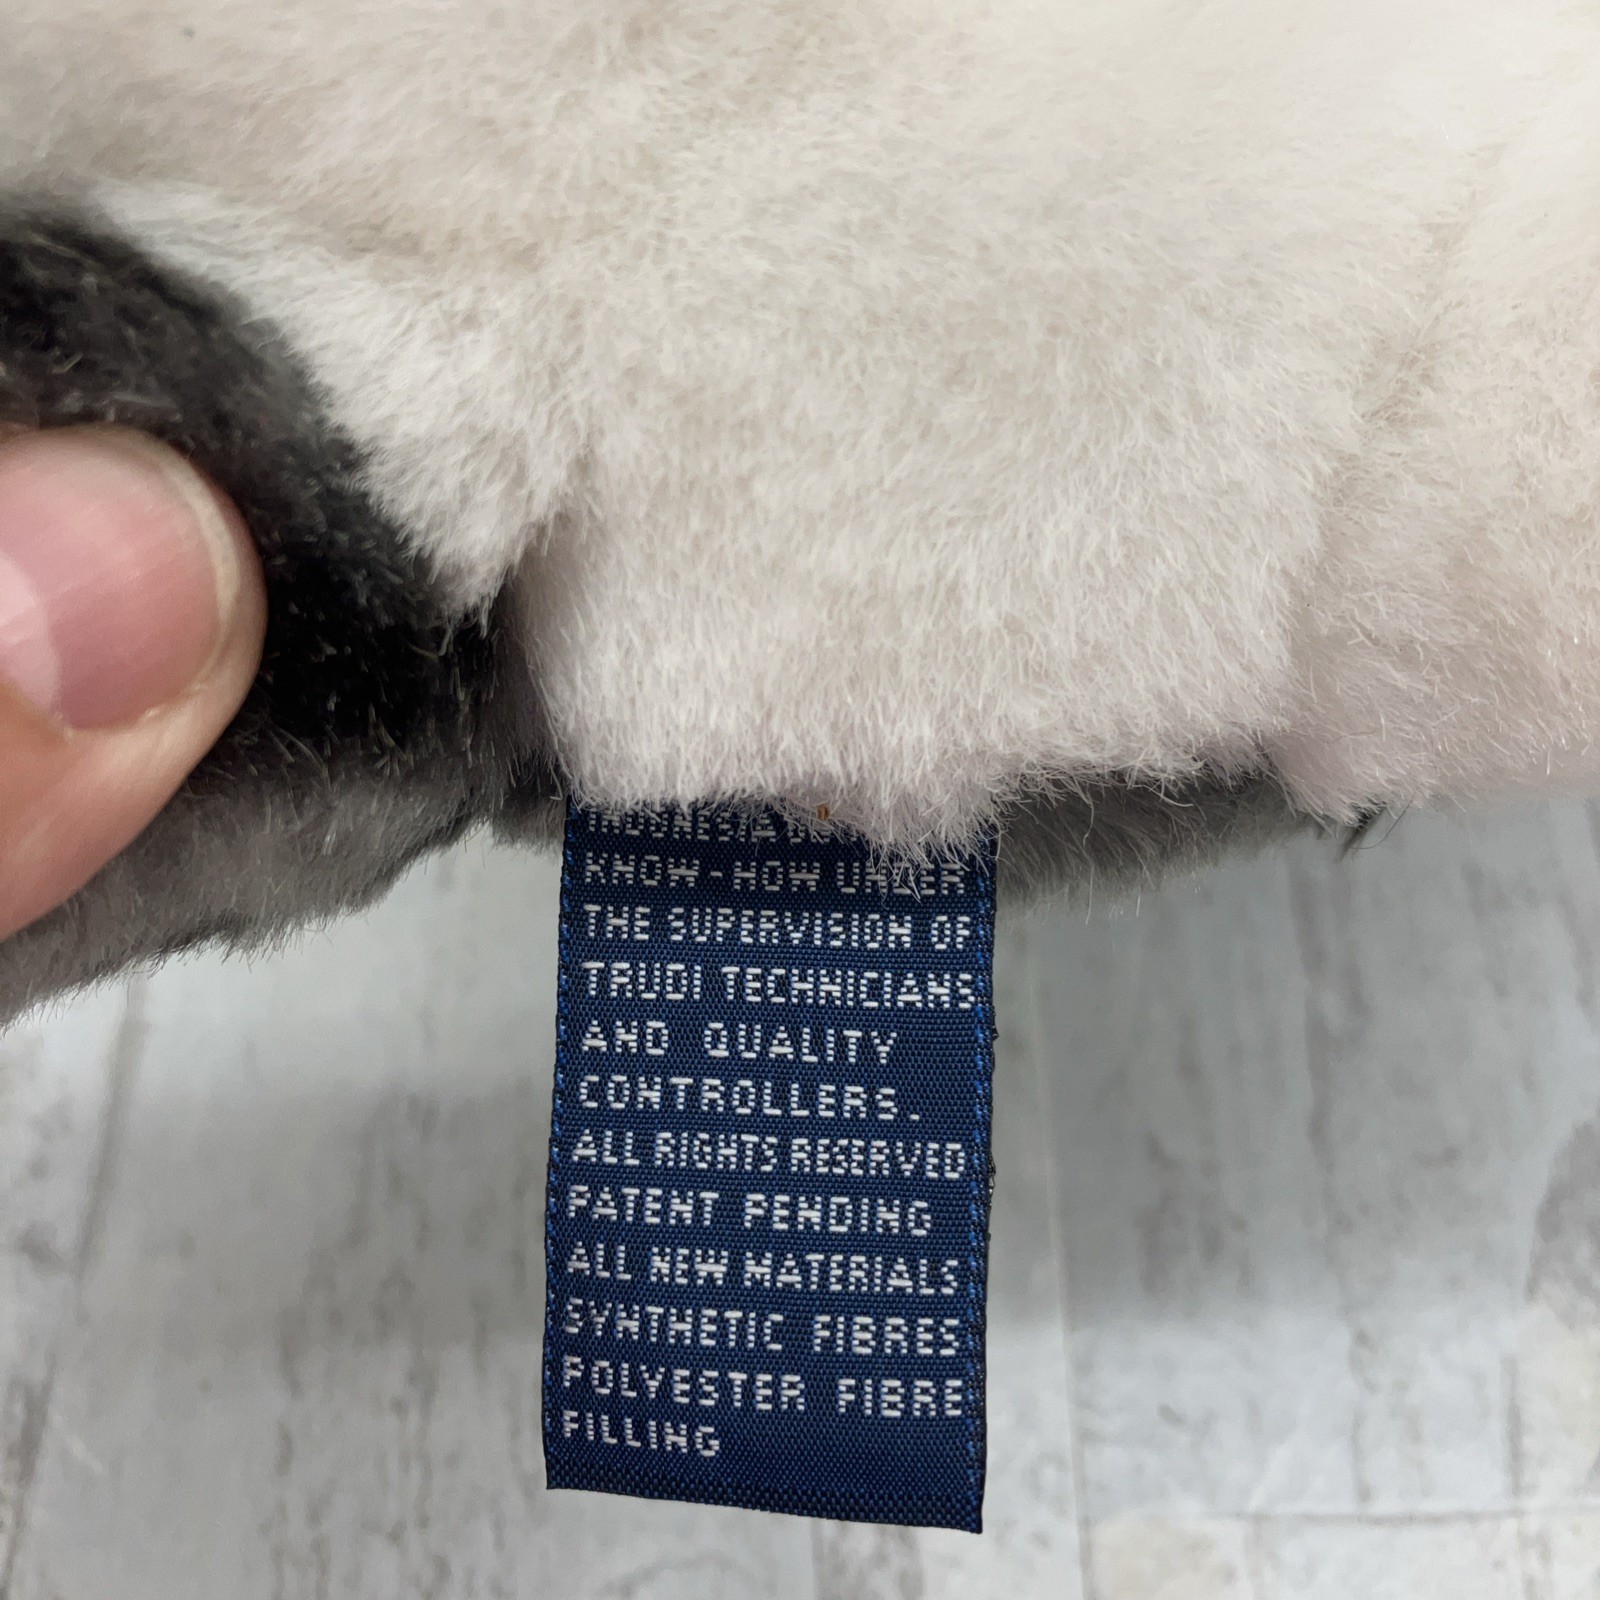 INDONESIA
KNOW-HOW UNDER
THE SUPERVISION OF
TRUDI TECHNICIANS
AND QUALITY
CONTROLLERS.
ALL RIGHTS RESERVED
PATENT PENDING
ALL NEW MATERIALS
SYNTHETIC FIBRES
POLYESTER FIBRE
FILLING